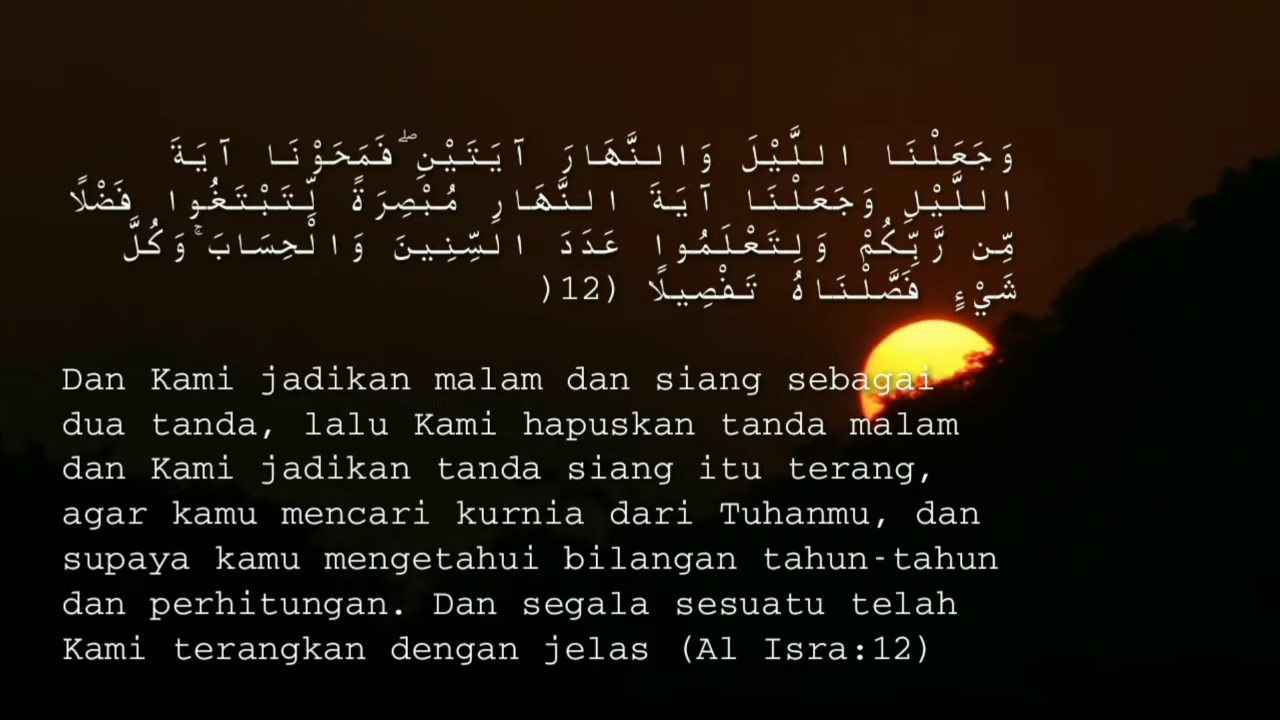 وَجَعَلْنَا اللَّيْلَ وَالنَّهَارَ آيَتَيْنِ ۖ فَمَحَوْنَا آيَةَ
اللَّيْلِ وَجَعَلْنَا آيَةَ النَّهَارِ مُبْصِرَةً لِّتَبْتَغُوا فَضْلًا
مِّن رَّبِّكُمْ وَلِتَعْلَمُوا عَدَدَ السِّنِينَ وَالْحِسَابَ ۚ وَكُلَّ
شَيْءٍ فَصَّلْنَاهُ تَفْصِيلًا (12(
Dan Kami jadikan malam dan siang sebagai
dua tanda, lalu Kami hapuskan tanda malam
dan Kami jadikan tanda siang itu terang,
agar kamu mencari kurnia dari Tuhanmu, dan
supaya kamu mengetahui bilangan tahun-tahun
dan perhitungan. Dan segala sesuatu telah
Kami terangkan dengan jelas (Al Isra:12)